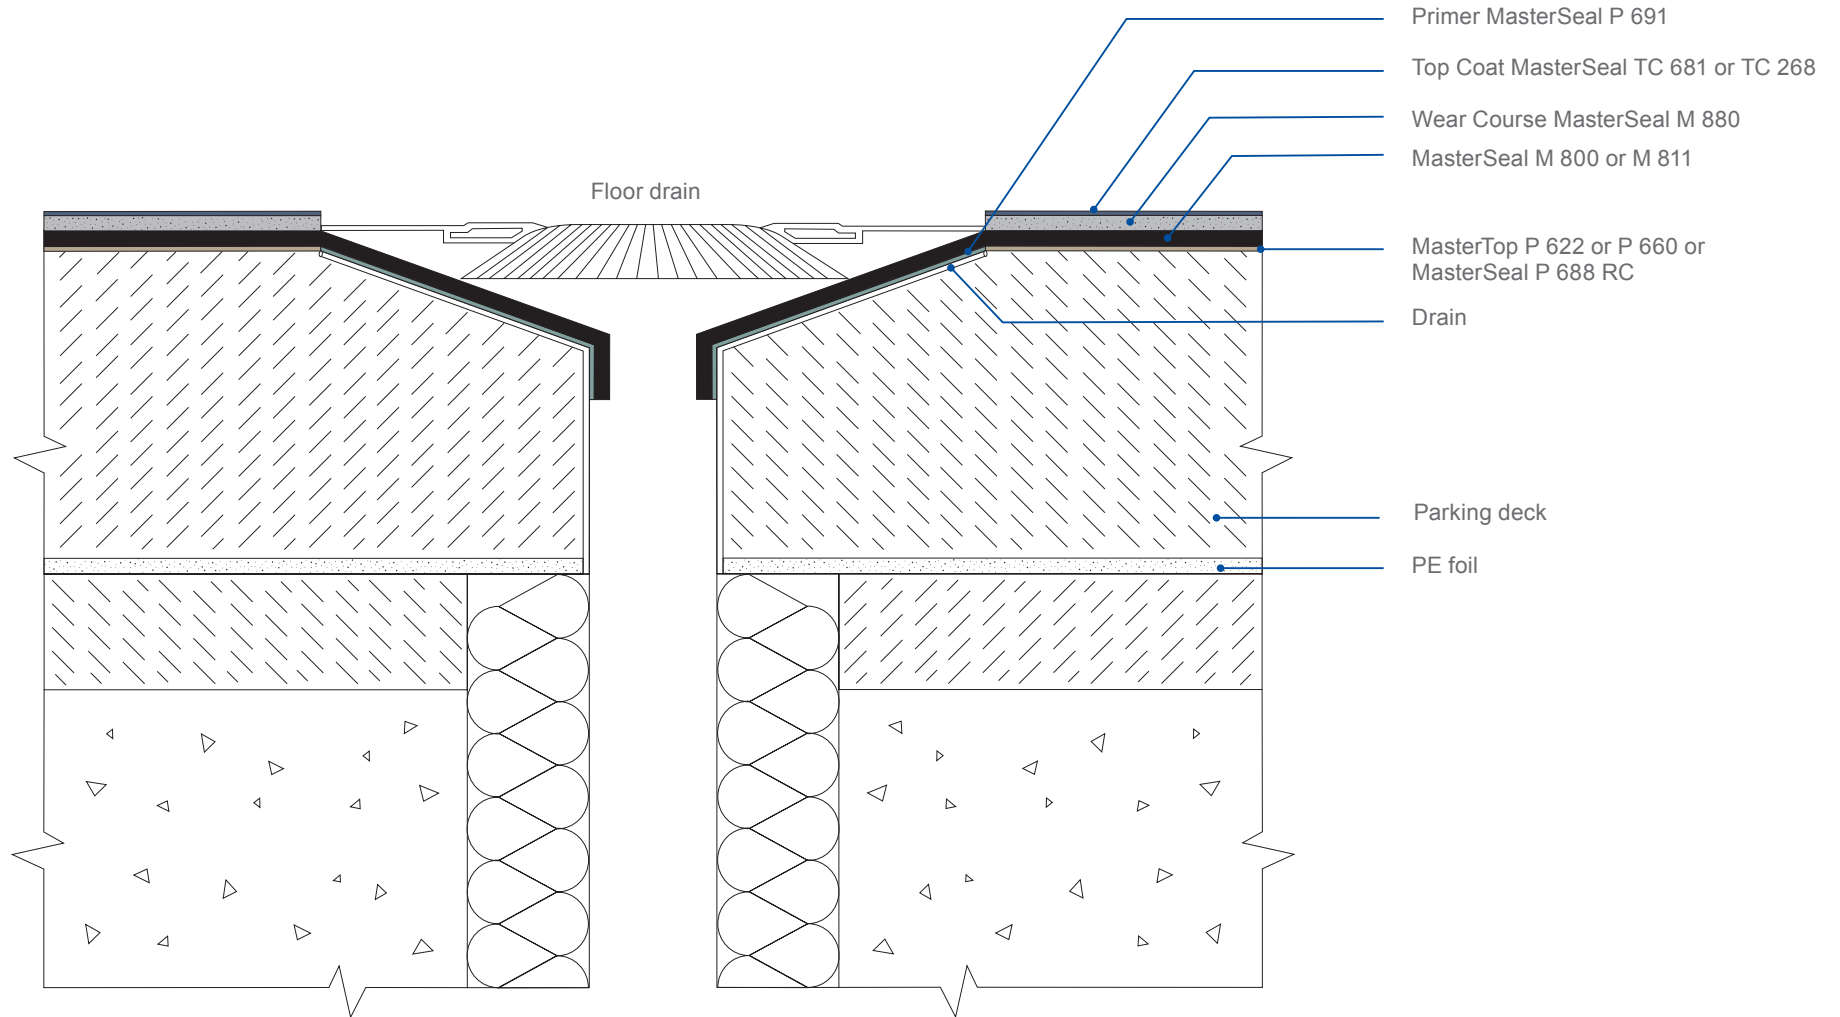 Primer MasterSeal P 691
Top Coat MasterSeal TC 681 or TC 268
Wear Course MasterSeal M 880
MasterSeal M 800 or M 811
Floor drain
MasterTop P 622 or P 660 or
MasterSeal P 688 RC
Drain
Parking deck
PE foil